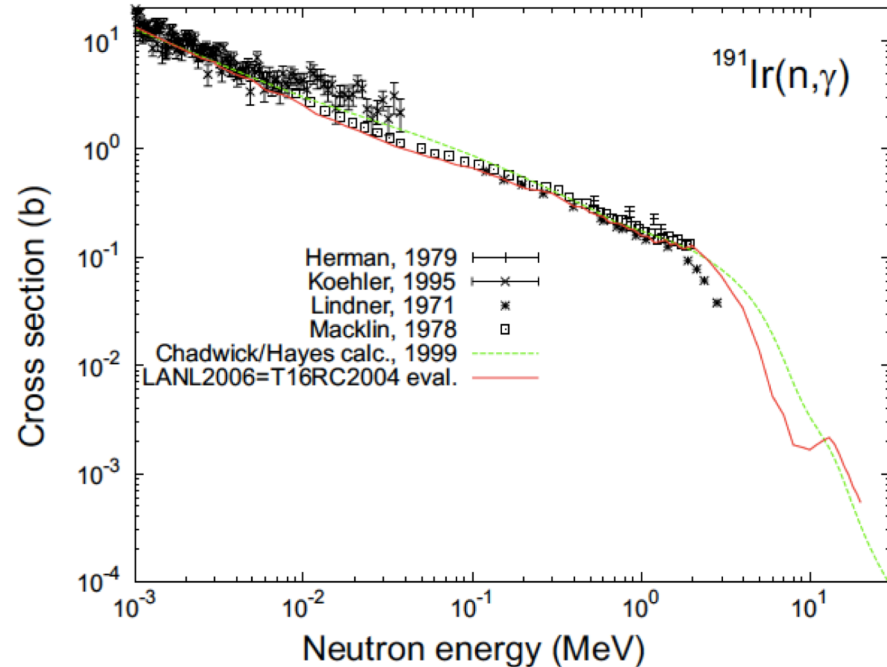 10¹
10⁰
10⁻¹
10⁻²
10⁻³
10⁻⁴
Cross section (b)
¹⁹¹Ir(n,γ)
Herman, 1979
Koehler, 1995
Lindner, 1971
Macklin, 1978
Chadwick/Hayes calc., 1999
LANL2006=T16RC2004 eval.
10⁻³ 10⁻² 10⁻¹ 10⁰ 10¹
Neutron energy (MeV)